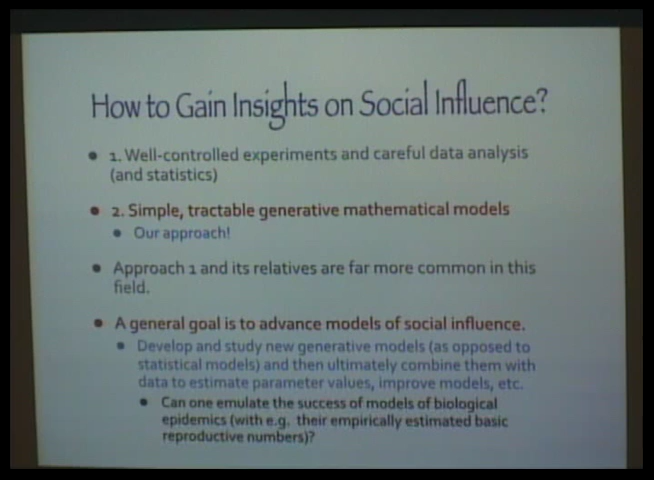 How to Gain Insights on Social Influence?
• 1. Well-controlled experiments and careful data analysis
(and statistics)
• 2. Simple, tractable generative mathematical models
• Our approach!
• Approach 1 and its relatives are far more common in this
field.
• A general goal is to advance models of social influence.
• Develop and study new generative models (as opposed to
statistical models) and then ultimately combine them with
data to estimate parameter values, improve models, etc.
• Can one emulate the success of models of biological
epidemics (with e.g. their empirically estimated basic
reproductive numbers)?